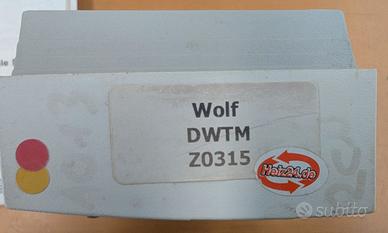 Wolf
DWTM
Z0315
Heiz24.de
subito